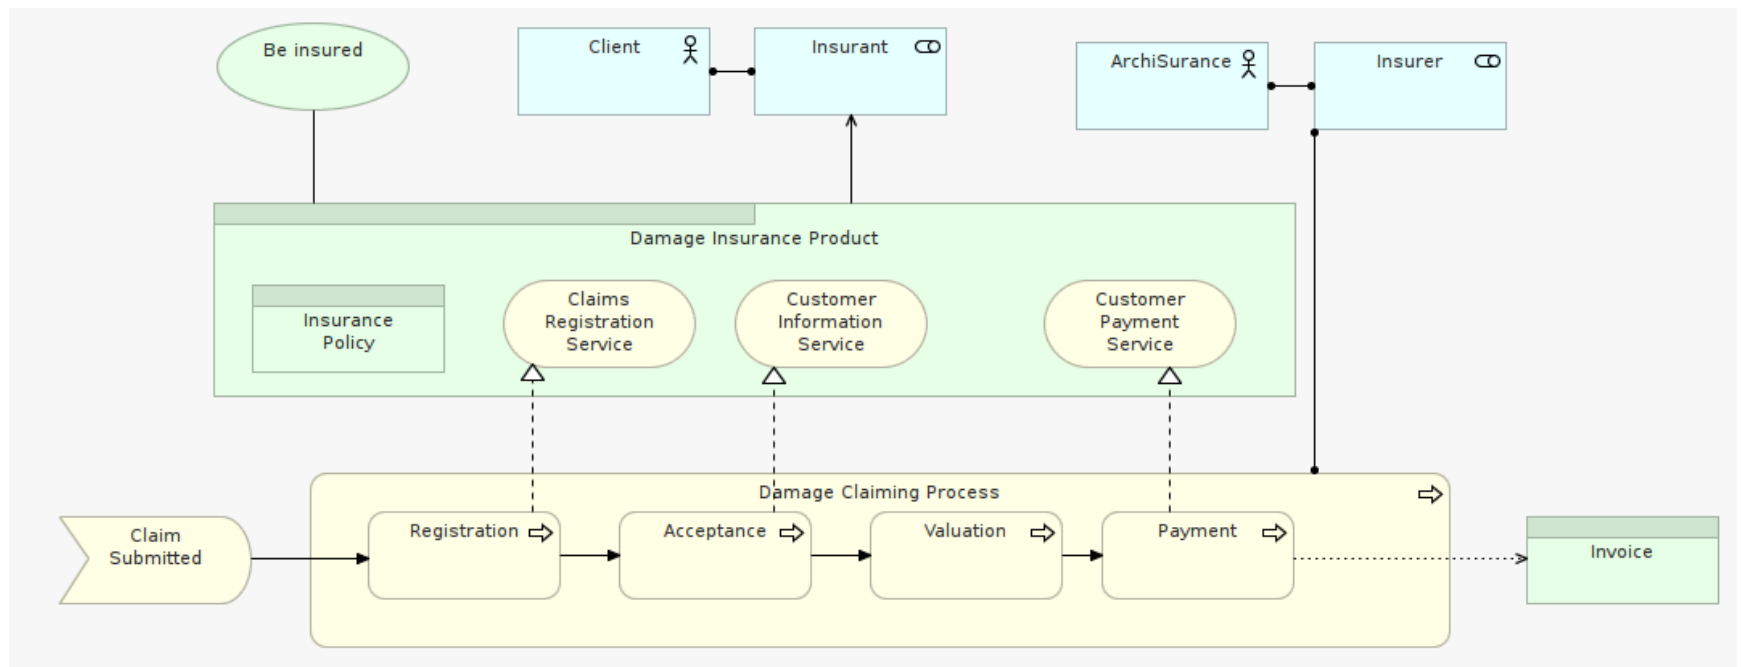 Be insured
Client
Insurant
ArchiSurance
Insurer
Damage Insurance Product
Insurance
Policy
Claims
Registration
Service
Customer
Information
Service
Customer
Payment
Service
Damage Claiming Process
Claim
Submitted
Registration
Acceptance
Valuation
Payment
Invoice